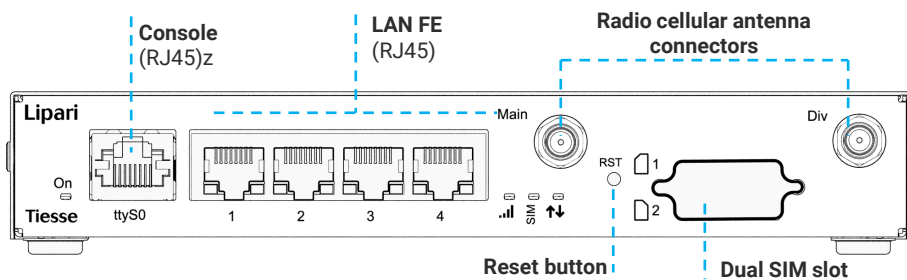 Console
(RJ45)z
LAN FE
(RJ45)
Radio cellular antenna
connectors
Lipari
Main
Div
RST
1
2
On
Tiesse
ttyS0
1
2
3
4
SIM
Reset button
Dual SIM slot